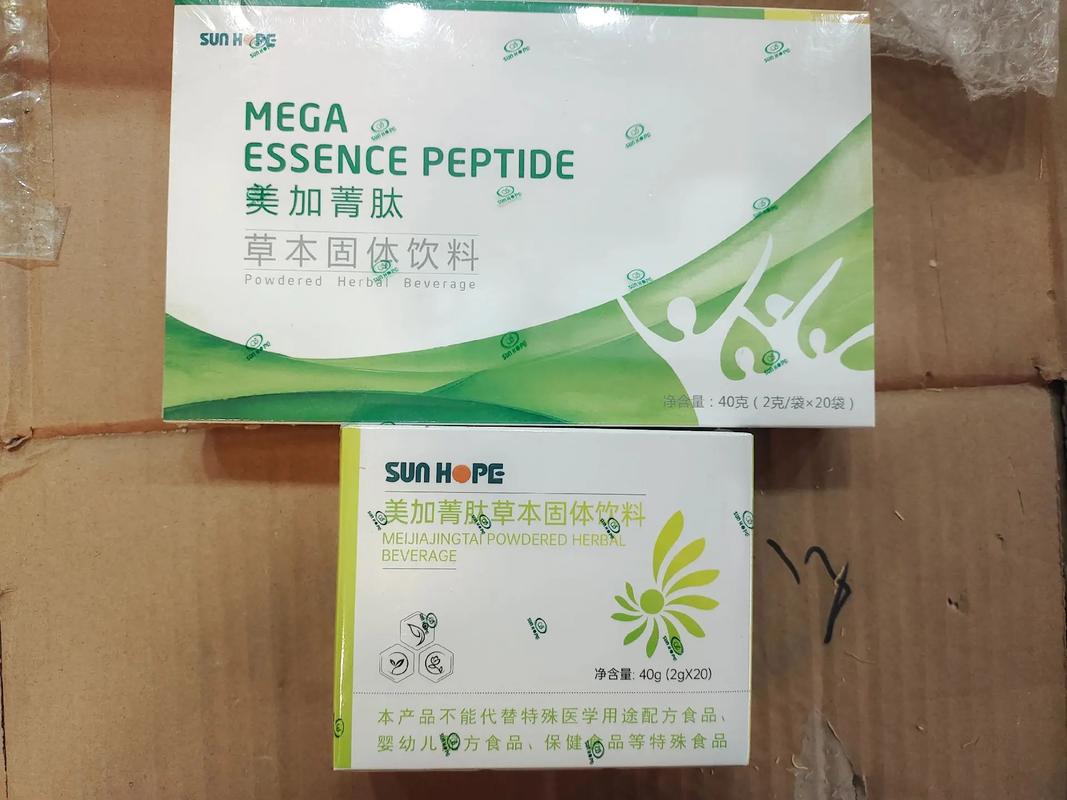 SUN HOPE
MEGA
ESSENCE PEPTIDE
美加菁肽
草本固体饮料
Powdered Herbal Beverage
净含量：40克（2克/袋×20袋）
SUN HOPE
美加菁肽草本固体饮料
MEIJIAJINGTAI POWDERED HERBAL
BEVERAGE
净含量: 40g (2gX20)
本产品不能代替特殊医学用途配方食品、
婴幼儿配方食品、保健食品等特殊食品